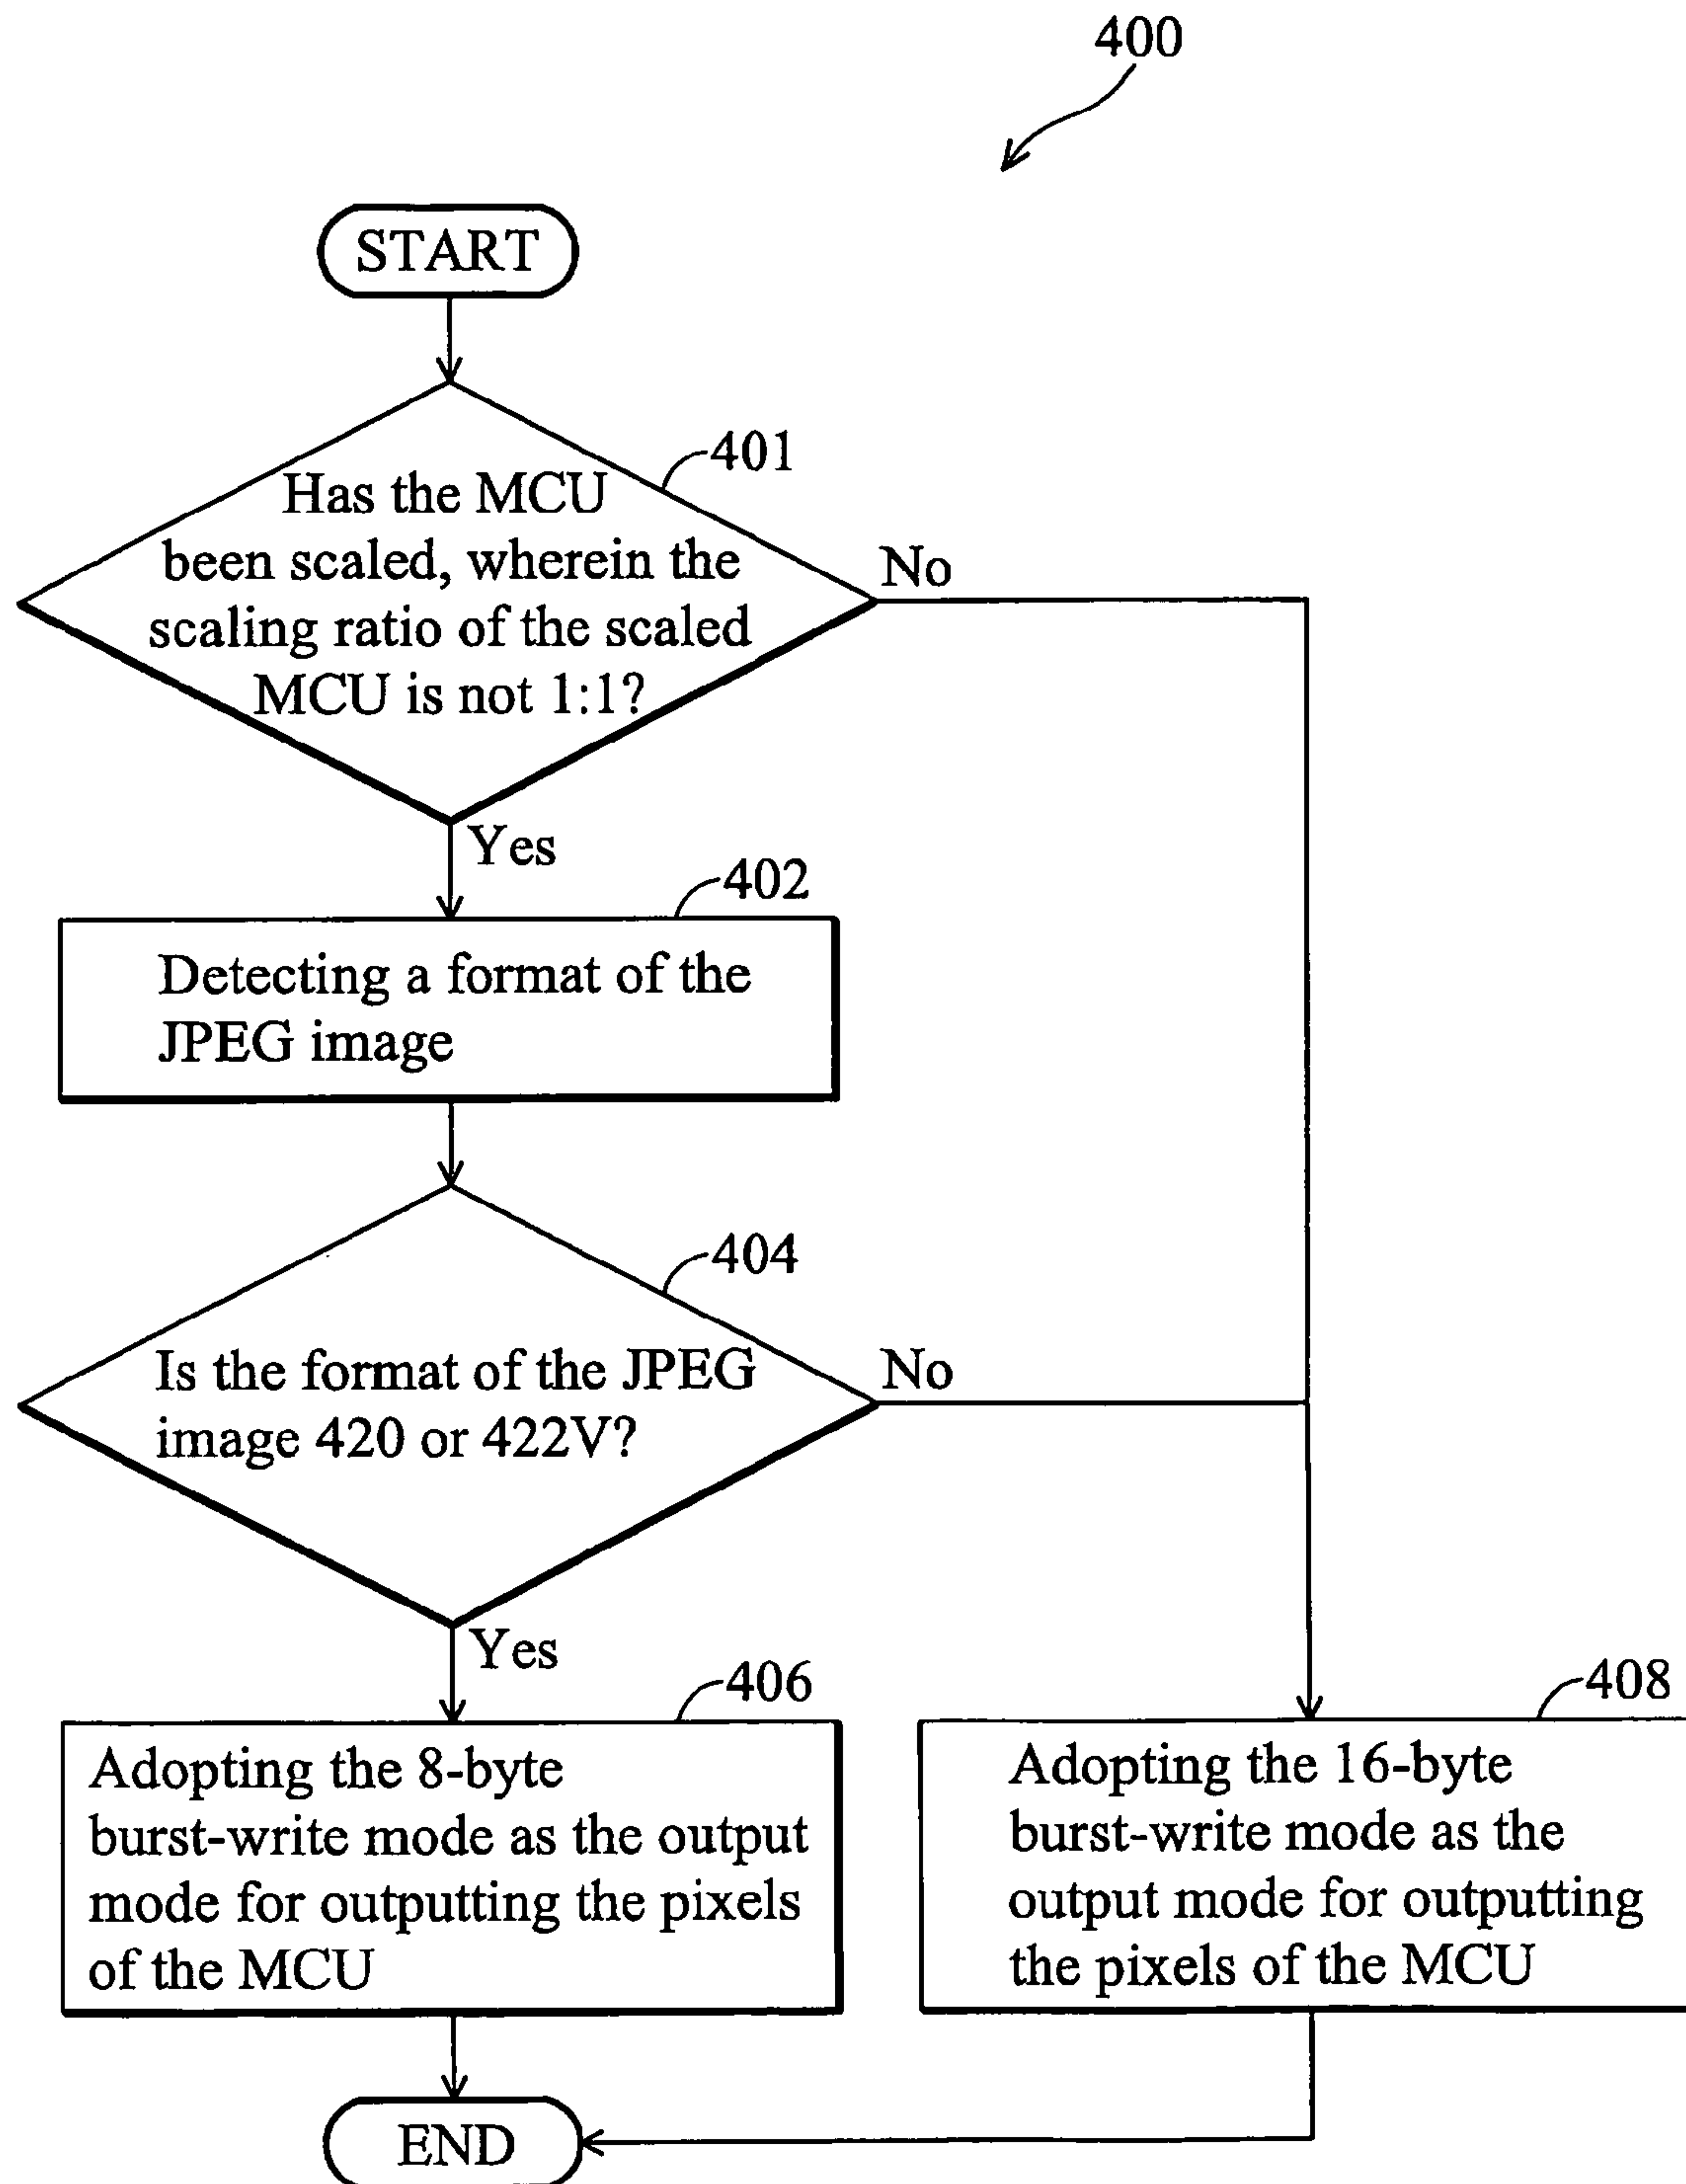 400
START
401
Has the MCU
been scaled, wherein the
scaling ratio of the scaled
MCU is not 1:1?
No
Yes
402
Detecting a format of the
JPEG image
404
Is the format of the JPEG
image 420 or 422V?
No
Yes
406
Adopting the 8-byte
burst-write mode as the output
mode for outputting the pixels
of the MCU
408
Adopting the 16-byte
burst-write mode as the
output mode for outputting
the pixels of the MCU
END